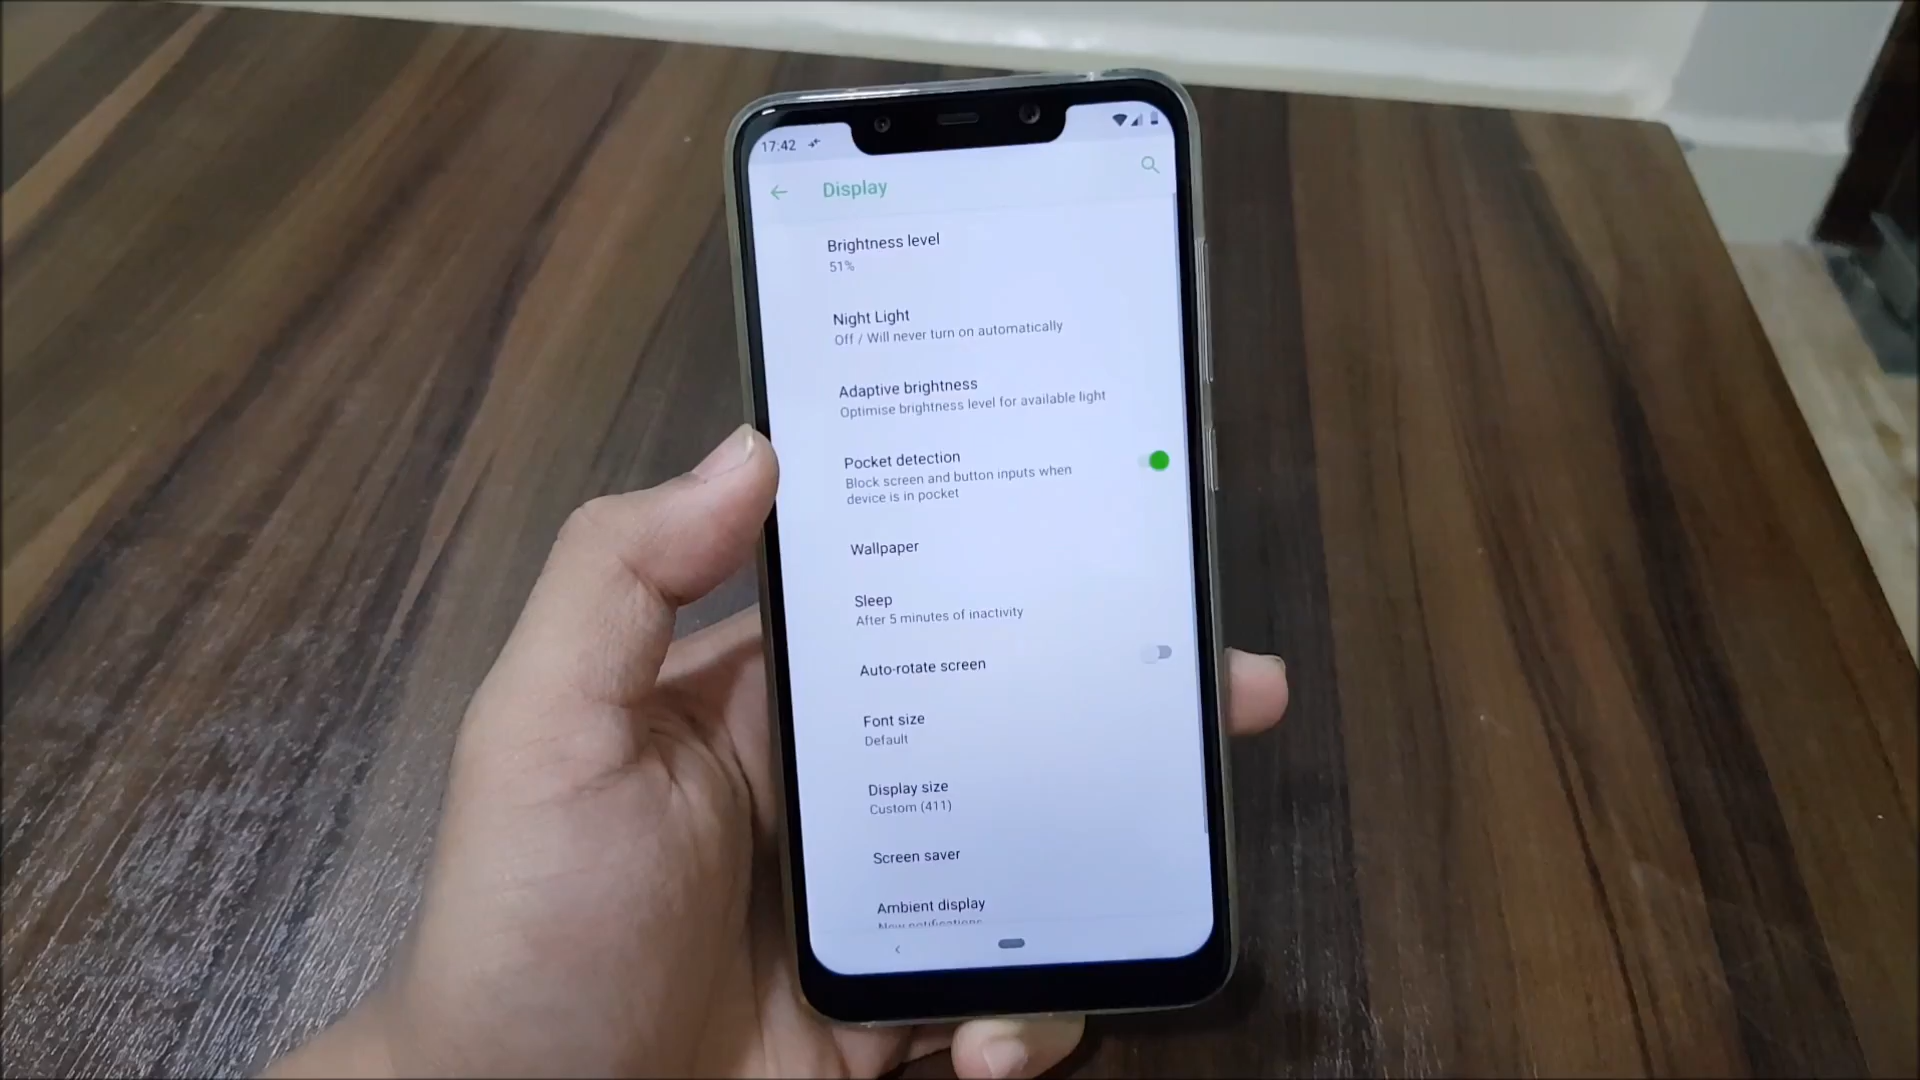 17:42
Display
Brightness level
51%
Night Light
Off / Will never turn on automatically
Adaptive brightness
Optimise brightness level for available light
Pocket detection
Block screen and button inputs when
device is in pocket
Wallpaper
Sleep
After 5 minutes of inactivity
Auto-rotate screen
Font size
Default
Display size
Custom (411)
Screen saver
Ambient display
New notifications